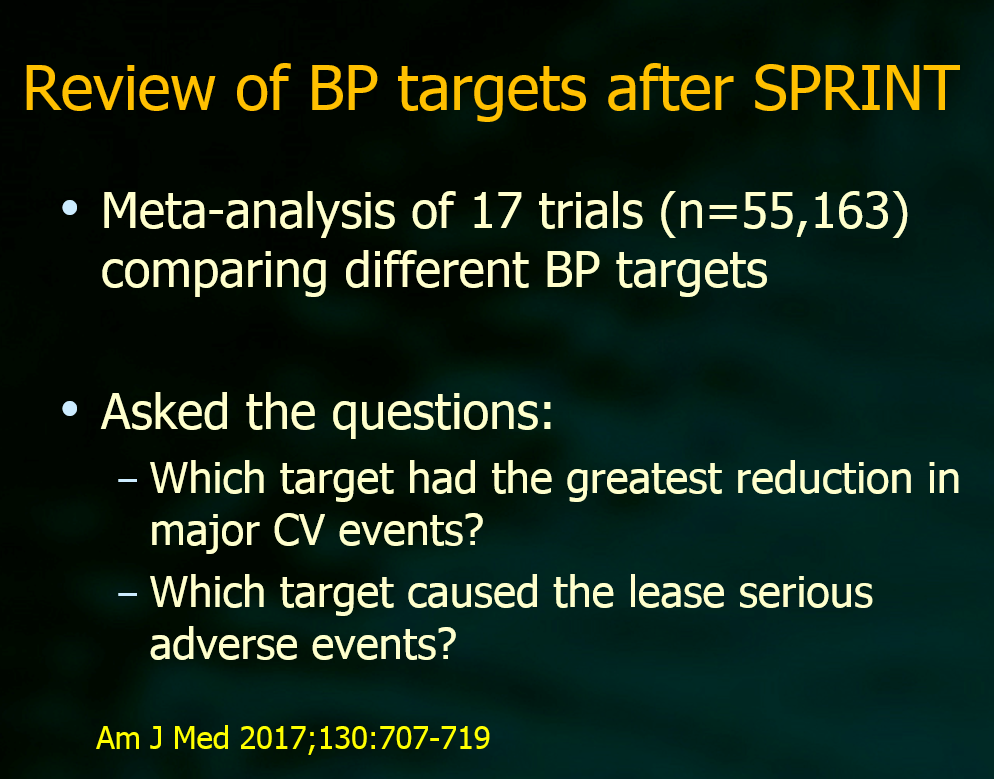 Review of BP targets after SPRINT
• Meta-analysis of 17 trials (n=55,163)
comparing different BP targets
• Asked the questions:
– Which target had the greatest reduction in
major CV events?
– Which target caused the lease serious
adverse events?
Am J Med 2017;130:707-719